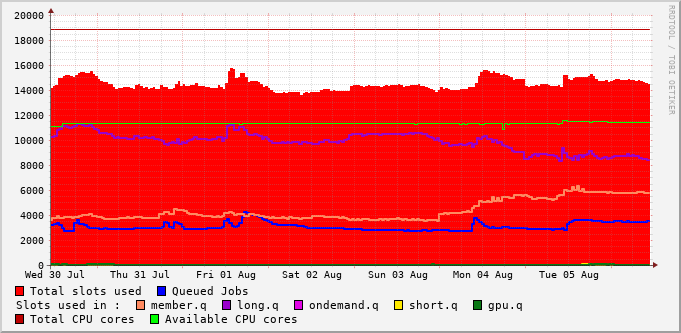 RRDTOOL / TOBI OETIKER
20000
18000
16000
14000
12000
10000
8000
6000
4000
2000
0
Wed 30 Jul Thu 31 Jul Fri 01 Aug Sat 02 Aug Sun 03 Aug Mon 04 Aug Tue 05 Aug
Total slots used Queued Jobs
Slots used in : member.q long.q ondemand.q short.q gpu.q
Total CPU cores Available CPU cores